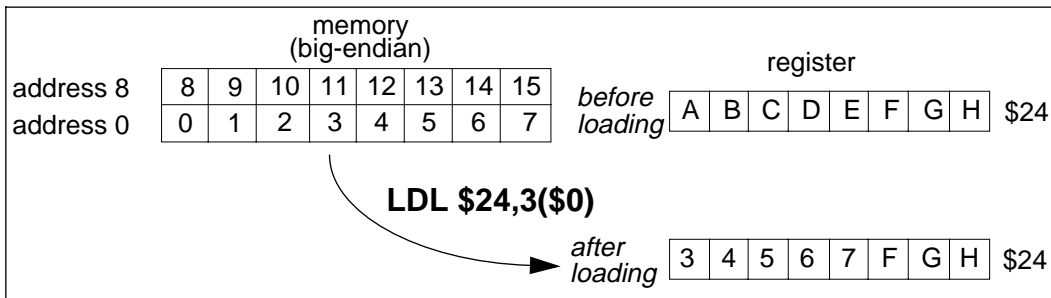 memory
(big-endian)
register
address 8 8 9 10 11 12 13 14 15
address 0 0 1 2 3 4 5 6 7
before
loading A B C D E F G H $24
LDL $24,3($0)
after
loading 3 4 5 6 7 F G H $24